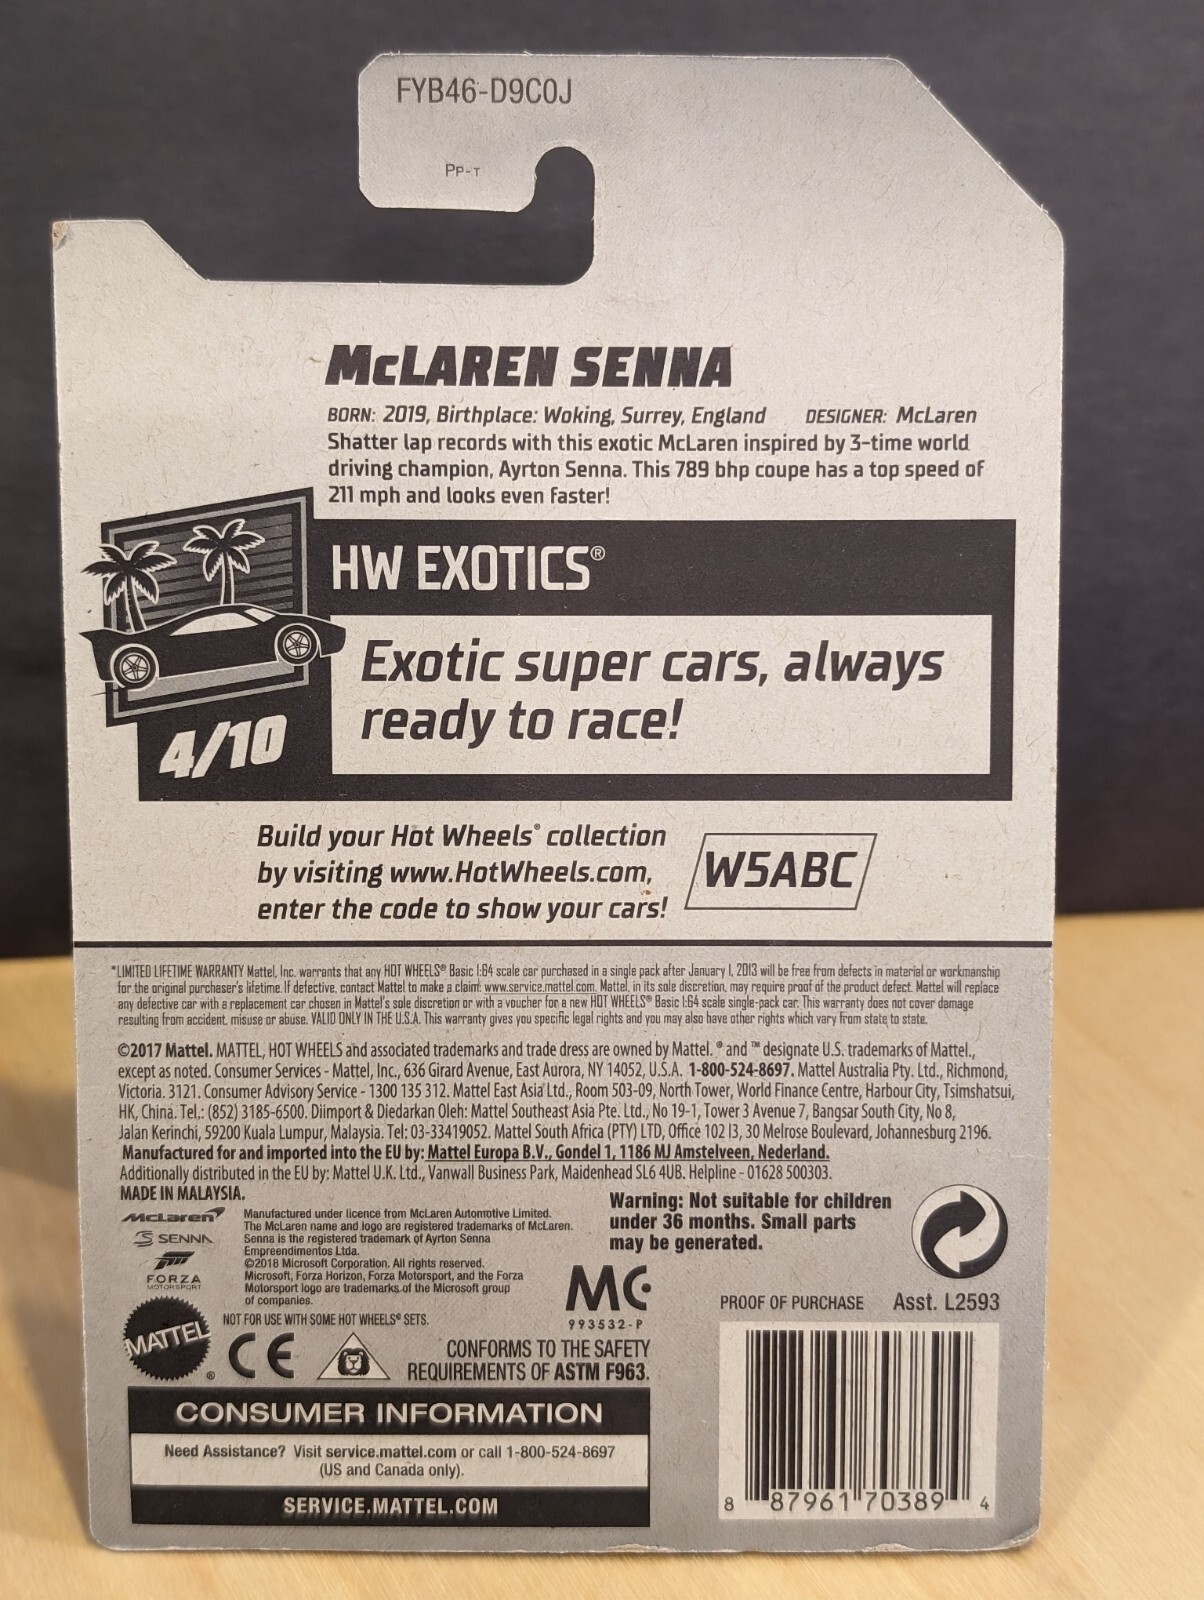 FYB46-D9C0J
PP-T
McLAREN SENNA
BORN: 2019, Birthplace: Woking, Surrey, England DESIGNER: McLaren
Shatter lap records with this exotic McLaren inspired by 3-time world
driving champion, Ayrton Senna. This 789 bhp coupe has a top speed of
211 mph and looks even faster!
HW EXOTICS®
Exotic super cars, always
ready to race!
4/10
Build your Hot Wheels® collection
by visiting www.HotWheels.com,
enter the code to show your cars!
W5ABC
*LIMITED LIFETIME WARRANTY Mattel, Inc. warrants that any HOT WHEELS® Basic 1:64 scale car purchased in a single pack after January 1, 2013 will be free from defects in material or workmanship
for the original purchaser's lifetime. If defective, contact Mattel to make a claim: www.service.mattel.com. Mattel, in its sole discretion, may require proof of the product defect. Mattel will replace
any defective car with a replacement car chosen in Mattel's sole discretion or with a voucher for a new HOT WHEELS® Basic 1:64 scale single-pack car. This warranty does not cover damage
resulting from accident, misuse or abuse. VALID ONLY IN THE U.S.A. This warranty gives you specific legal rights and you may also have other rights which vary from state to state.
©2017 Mattel. MATTEL, HOT WHEELS and associated trademarks and trade dress are owned by Mattel. ® and ™ designate U.S. trademarks of Mattel.,
except as noted. Consumer Services - Mattel, Inc., 636 Girard Avenue, East Aurora, NY 14052, U.S.A. 1-800-524-8697. Mattel Australia Pty. Ltd., Richmond,
Victoria. 3121. Consumer Advisory Service - 1300 135 312. Mattel East Asia Ltd., Room 503-09, North Tower, World Finance Centre, Harbour City, Tsimshatsui,
HK, China. Tel.: (852) 3185-6500. Diimport & Diedarkan Oleh: Mattel Southeast Asia Pte. Ltd., No 19-1, Tower 3 Avenue 7, Bangsar South City, No 8,
Jalan Kerinchi, 59200 Kuala Lumpur, Malaysia. Tel: 03-33419052. Mattel South Africa (PTY) LTD, Office 102 I3, 30 Melrose Boulevard, Johannesburg 2196.
Manufactured for and imported into the EU by: Mattel Europa B.V., Gondel 1, 1186 MJ Amstelveen, Nederland.
Additionally distributed in the EU by: Mattel U.K. Ltd., Vanwall Business Park, Maidenhead SL6 4UB. Helpline - 01628 500303.
MADE IN MALAYSIA.
McLaren
SENNA
FORZA
MOTORSPORT
Manufactured under licence from McLaren Automotive Limited.
The McLaren name and logo are registered trademarks of McLaren.
Senna is the registered trademark of Ayrton Senna
Empreendimentos Ltda.
©2018 Microsoft Corporation. All rights reserved.
Microsoft, Forza Horizon, Forza Motorsport, and the Forza
Motorsport logo are trademarks of the Microsoft group
of companies.
Warning: Not suitable for children
under 36 months. Small parts
may be generated.
MC
993532-P
PROOF OF PURCHASE Asst. L2593
NOT FOR USE WITH SOME HOT WHEELS® SETS.
MATTEL®
CE
CONFORMS TO THE SAFETY
REQUIREMENTS OF ASTM F963.
CONSUMER INFORMATION
Need Assistance? Visit service.mattel.com or call 1-800-524-8697
(US and Canada only).
SERVICE.MATTEL.COM
8 87961 70389 4